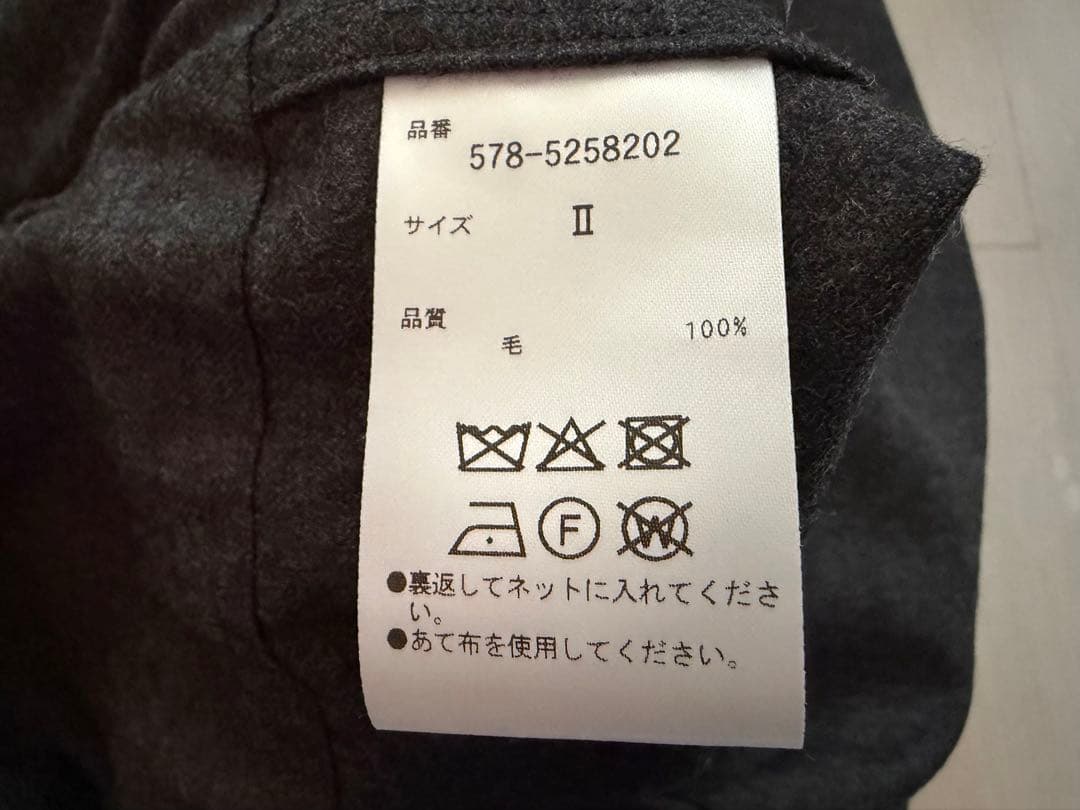 品番
578-5258202
サイズ Ⅱ
品質
毛 100%
F W
●裏返してネットに入れてくださ
い。
●あて布を使用してください。